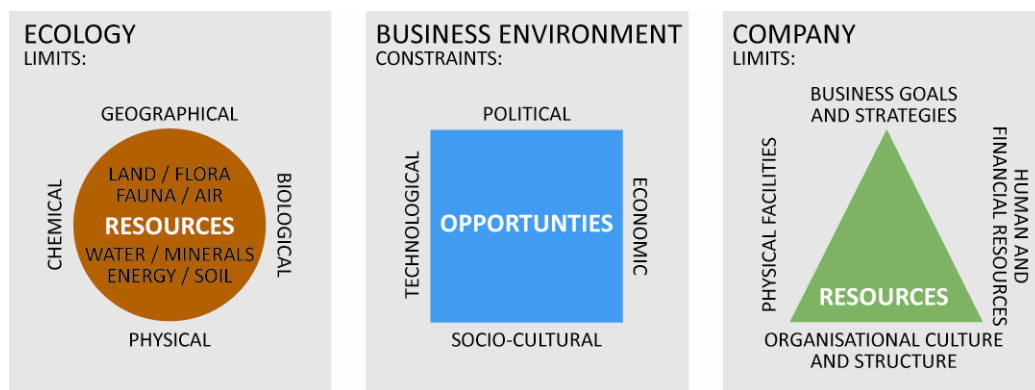 ECOLOGY
LIMITS:
GEOGRAPHICAL
CHEMICAL
LAND / FLORA
FAUNA / AIR
RESOURCES
WATER / MINERALS
ENERGY / SOIL
BIOLOGICAL
PHYSICAL
BUSINESS ENVIRONMENT
CONSTRAINTS:
POLITICAL
TECHNOLOGICAL
OPPORTUNTIES
ECONOMIC
SOCIO-CULTURAL
COMPANY
LIMITS:
BUSINESS GOALS
AND STRATEGIES
PHYSICAL FACILITIES
RESOURCES
HUMAN AND
FINANCIAL RESOURCES
ORGANISATIONAL CULTURE
AND STRUCTURE